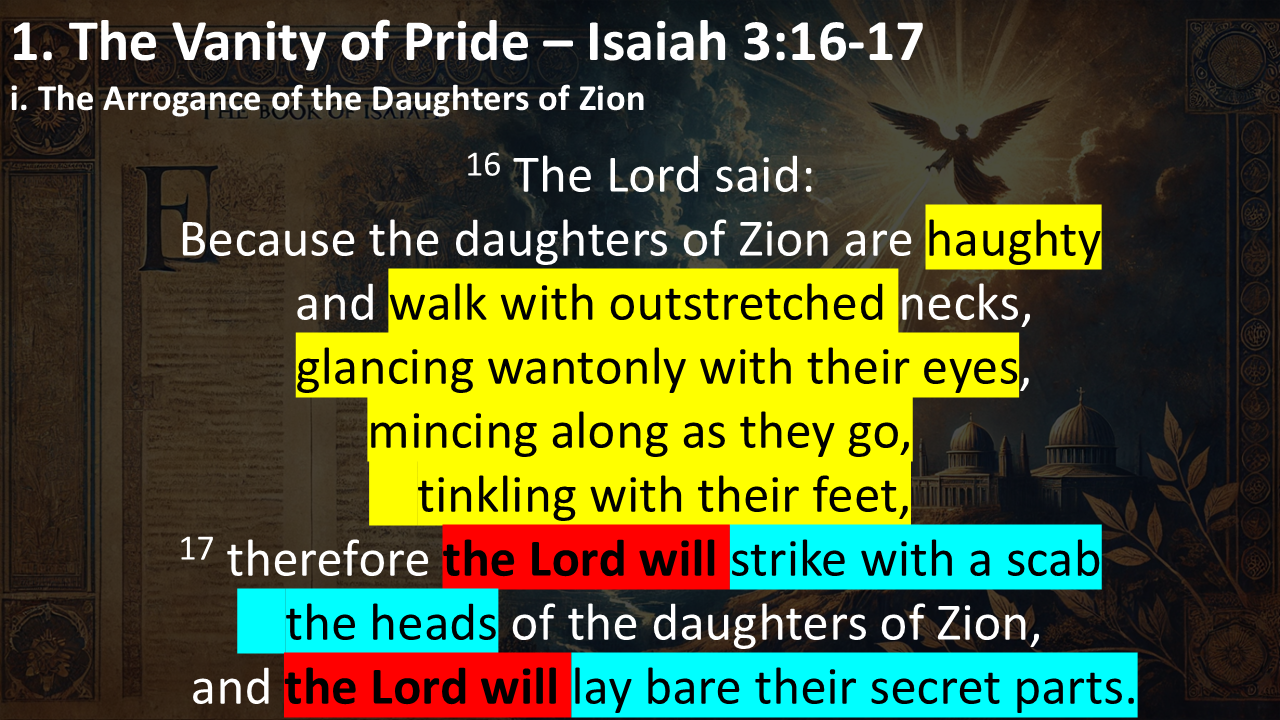 1. The Vanity of Pride – Isaiah 3:16-17
i. The Arrogance of the Daughters of Zion
THE BOOK OF ISAIAH
F
16 The Lord said:
Because the daughters of Zion are haughty
and walk with outstretched necks,
glancing wantonly with their eyes,
mincing along as they go,
tinkling with their feet,
17 therefore the Lord will strike with a scab
the heads of the daughters of Zion,
and the Lord will lay bare their secret parts.